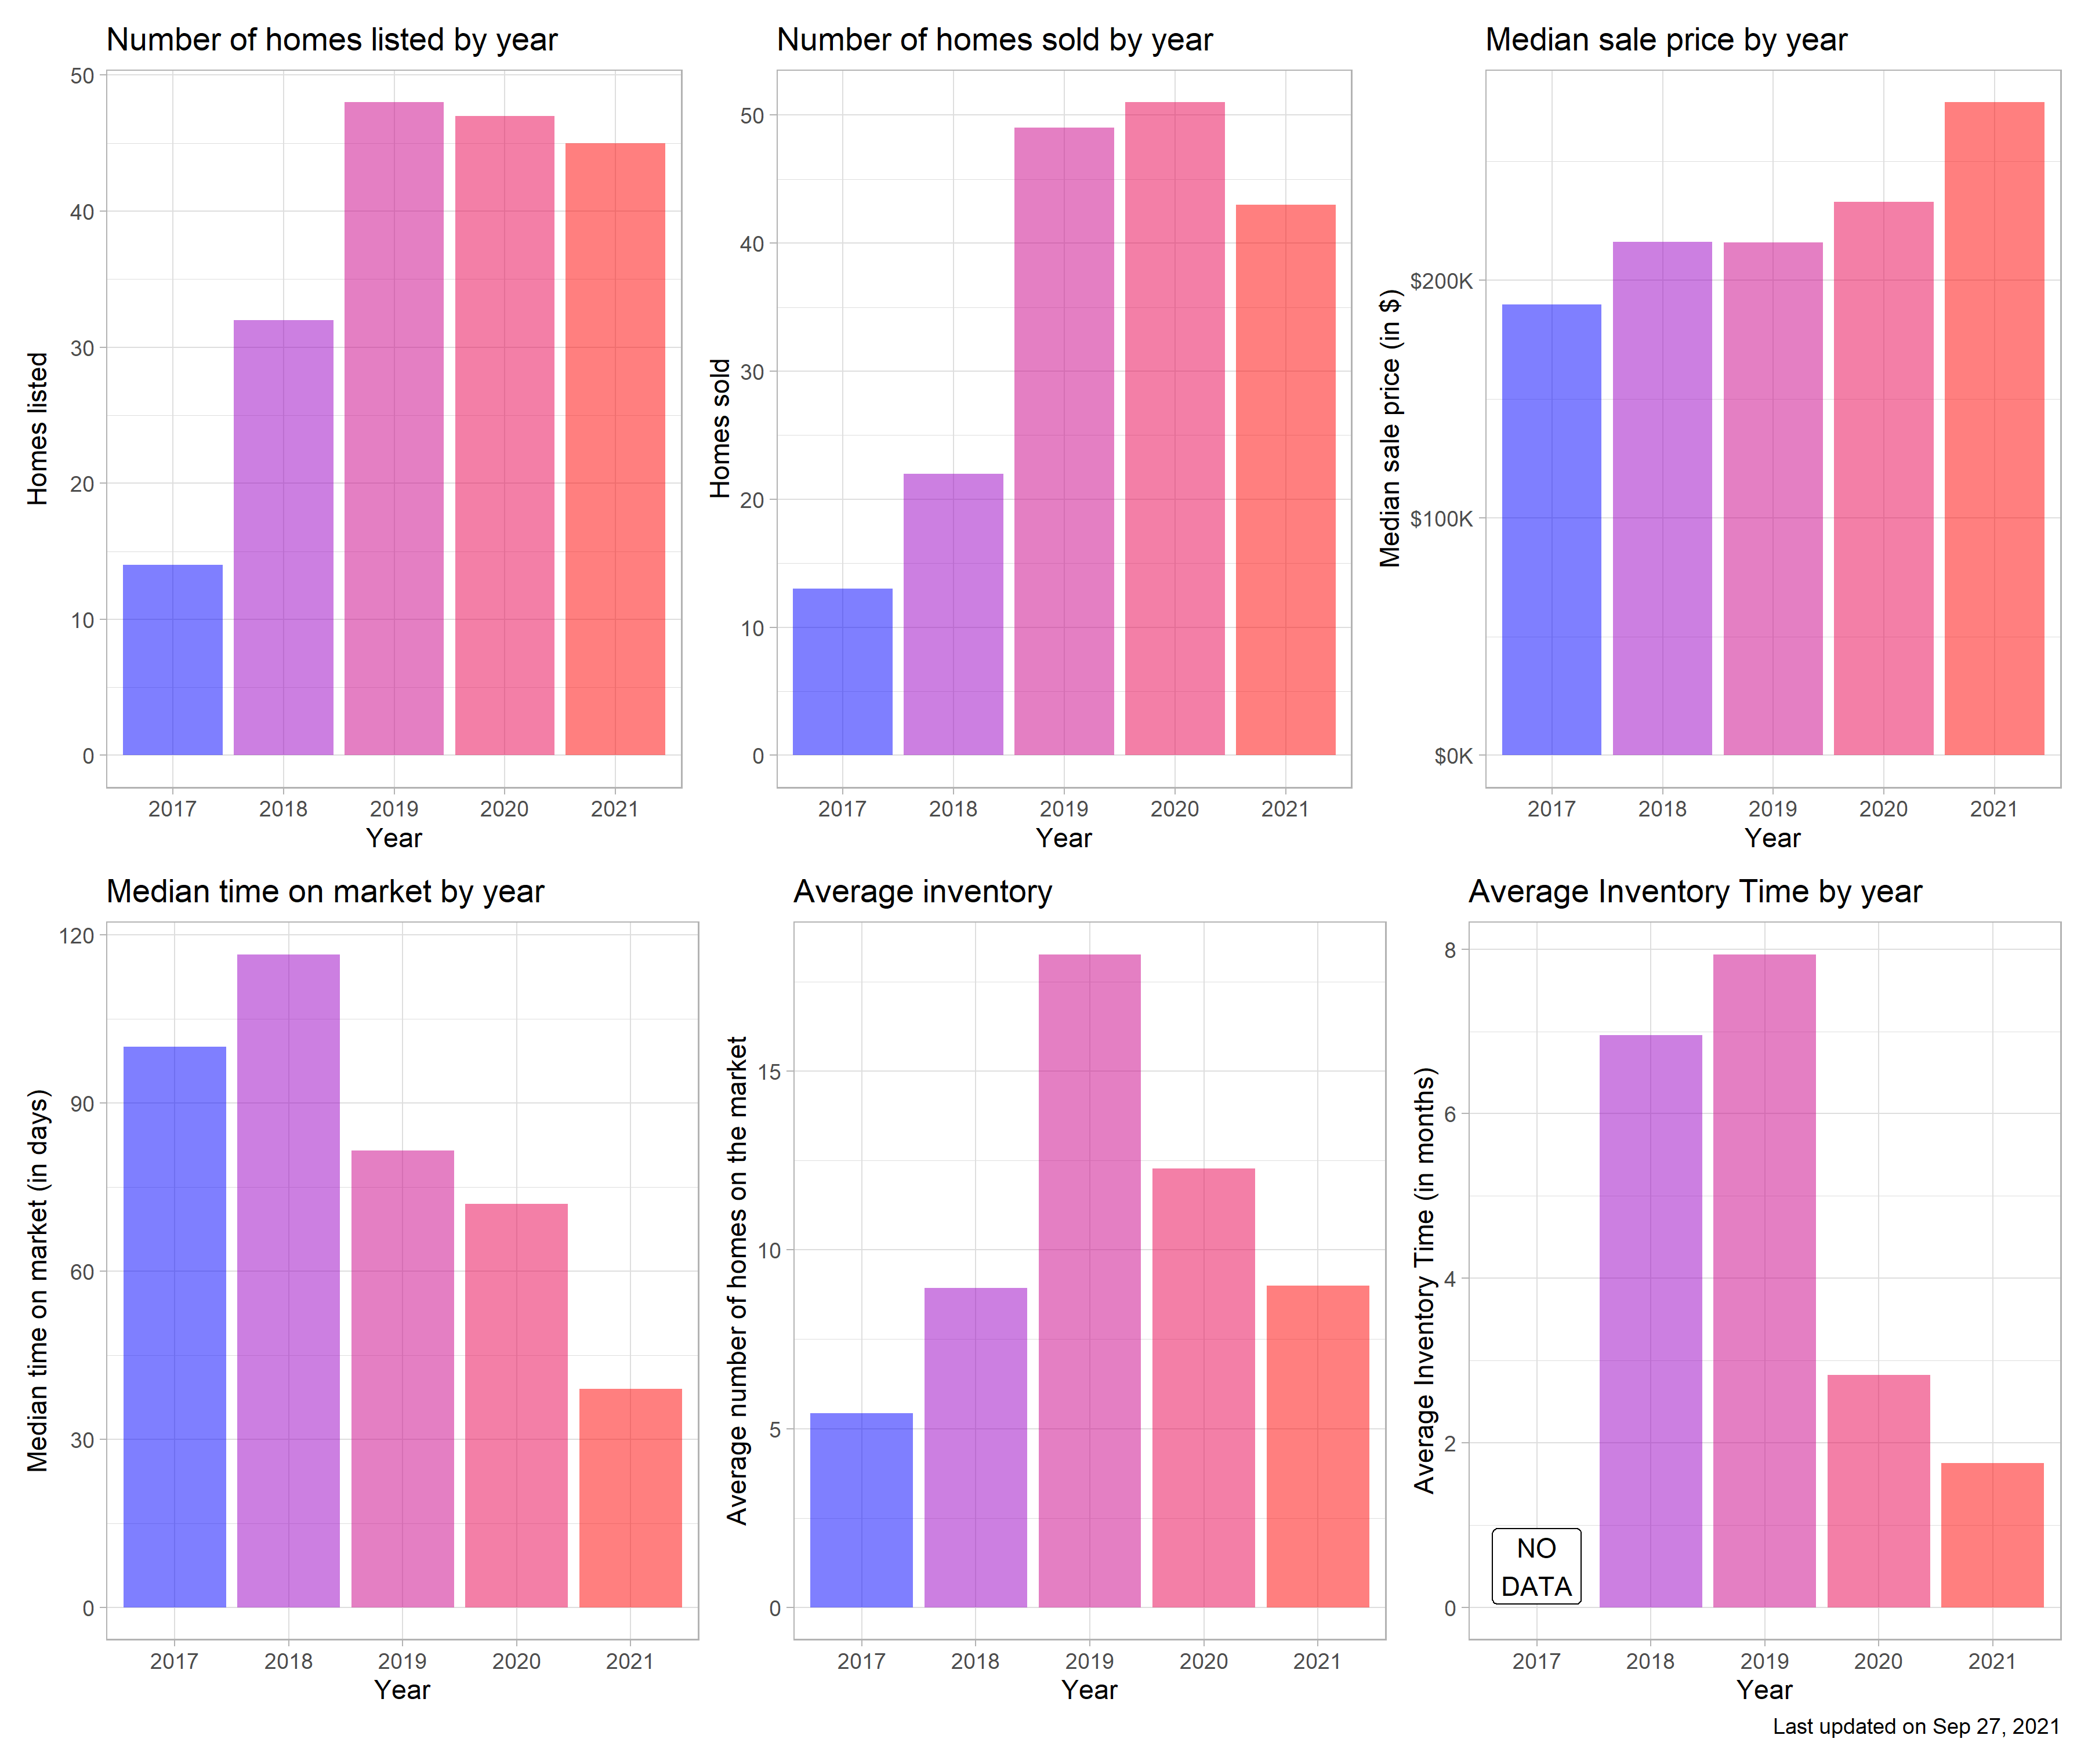 Number of homes listed by year
50
40
30
20
10
0
Homes listed
2017 2018 2019 2020 2021
Year
Number of homes sold by year
50
40
30
20
10
0
Homes sold
2017 2018 2019 2020 2021
Year
Median sale price by year
$200K
$100K
$0K
Median sale price (in $)
2017 2018 2019 2020 2021
Year
Median time on market by year
120
90
60
30
0
Median time on market (in days)
2017 2018 2019 2020 2021
Year
Average inventory
15
10
5
0
Average number of homes on the market
2017 2018 2019 2020 2021
Year
Average Inventory Time by year
8
6
4
2
0
Average Inventory Time (in months)
NO
DATA
2017 2018 2019 2020 2021
Year
Last updated on Sep 27, 2021